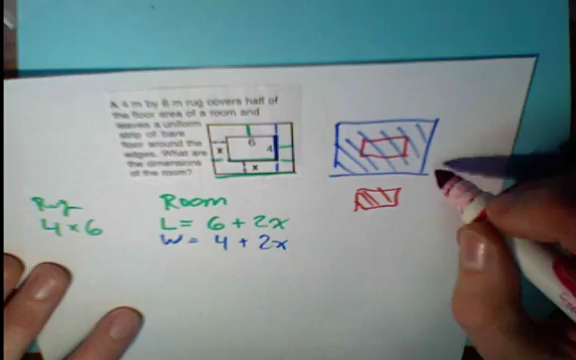 A 4 m by 6 m rug covers half of
the floor area of a room and
leaves a uniform
strip of bare
floor around the
edges. What are
the dimensions
of the room?
6
4
x
x
Rug
4 × 6
Room
L = 6 + 2x
W = 4 + 2x